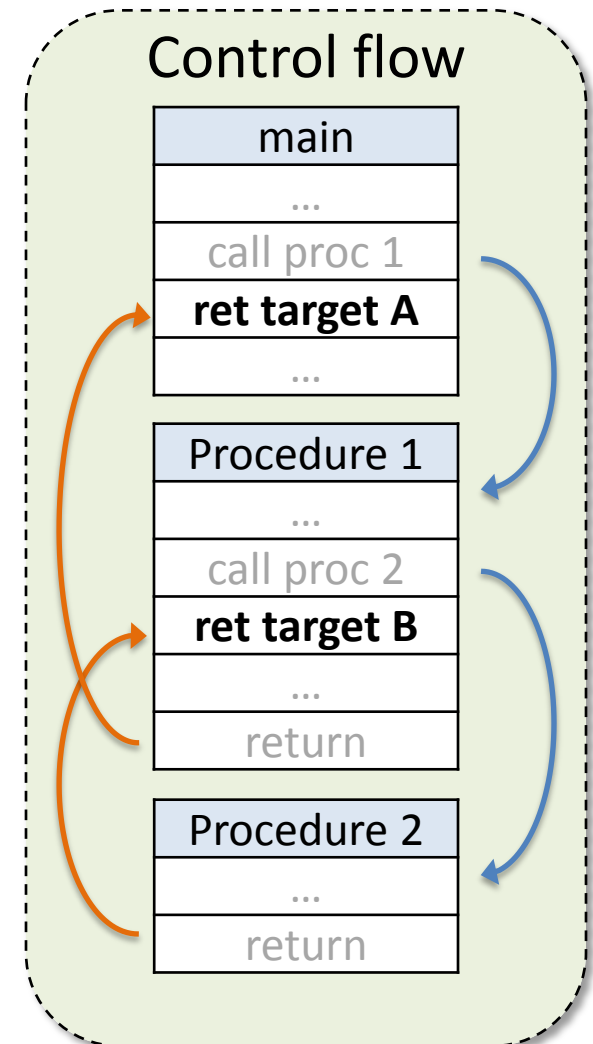 Control flow
main
...
call proc 1
ret target A
...
Procedure 1
...
call proc 2
ret target B
...
return
Procedure 2
...
return